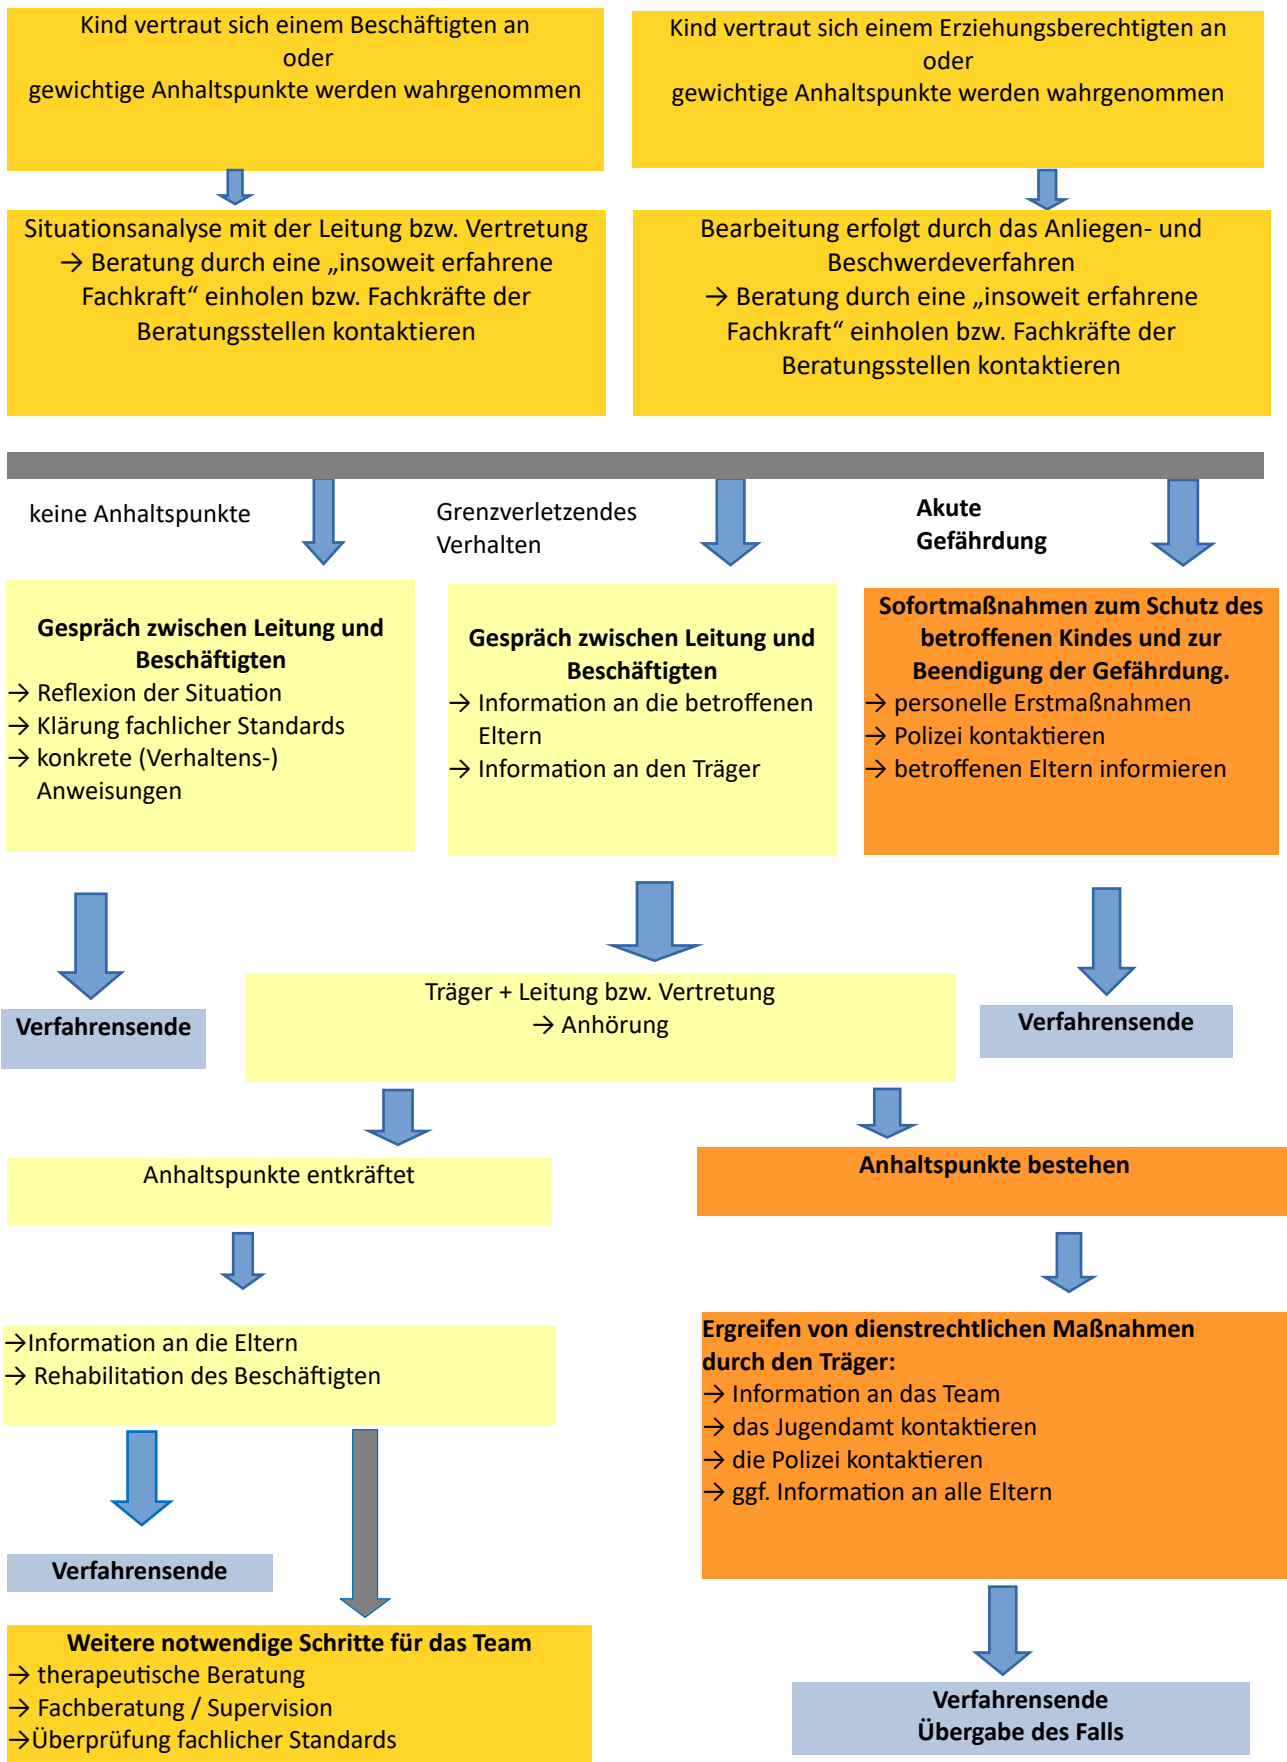 Kind vertraut sich einem Beschäftigten an
oder
gewichtige Anhaltspunkte werden wahrgenommen
Kind vertraut sich einem Erziehungsberechtigten an
oder
gewichtige Anhaltspunkte werden wahrgenommen
Situationsanalyse mit der Leitung bzw. Vertretung
→ Beratung durch eine „insoweit erfahrene
Fachkraft“ einholen bzw. Fachkräfte der
Beratungsstellen kontaktieren
Bearbeitung erfolgt durch das Anliegen- und
Beschwerdeverfahren
→ Beratung durch eine „insoweit erfahrene
Fachkraft“ einholen bzw. Fachkräfte der
Beratungsstellen kontaktieren
keine Anhaltspunkte
Grenzverletzendes
Verhalten
Akute
Gefährdung
Gespräch zwischen Leitung und
Beschäftigten
→ Reflexion der Situation
→ Klärung fachlicher Standards
→ konkrete (Verhaltens-)
Anweisungen
Gespräch zwischen Leitung und
Beschäftigten
→ Information an die betroffenen
Eltern
→ Information an den Träger
Sofortmaßnahmen zum Schutz des
betroffenen Kindes und zur
Beendigung der Gefährdung.
→ personelle Erstmaßnahmen
→ Polizei kontaktieren
→ betroffenen Eltern informieren
Verfahrensende
Träger + Leitung bzw. Vertretung
→ Anhörung
Verfahrensende
Anhaltspunkte entkräftet
Anhaltspunkte bestehen
→Information an die Eltern
→ Rehabilitation des Beschäftigten
Ergreifen von dienstrechtlichen Maßnahmen
durch den Träger:
→ Information an das Team
→ das Jugendamt kontaktieren
→ die Polizei kontaktieren
→ ggf. Information an alle Eltern
Verfahrensende
Weitere notwendige Schritte für das Team
→ therapeutische Beratung
→ Fachberatung / Supervision
→Überprüfung fachlicher Standards
Verfahrensende
Übergabe des Falls